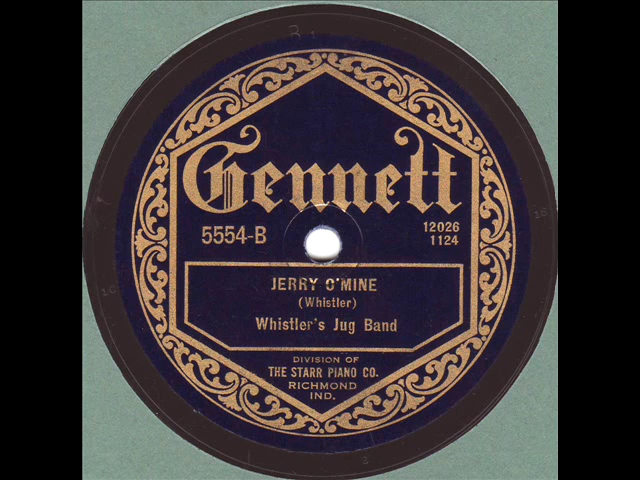 Gennett
5554-B
12026
1124
JERRY O'MINE
(Whistler)
Whistler's Jug Band
DIVISION OF
THE STARR PIANO CO.
RICHMOND
IND.